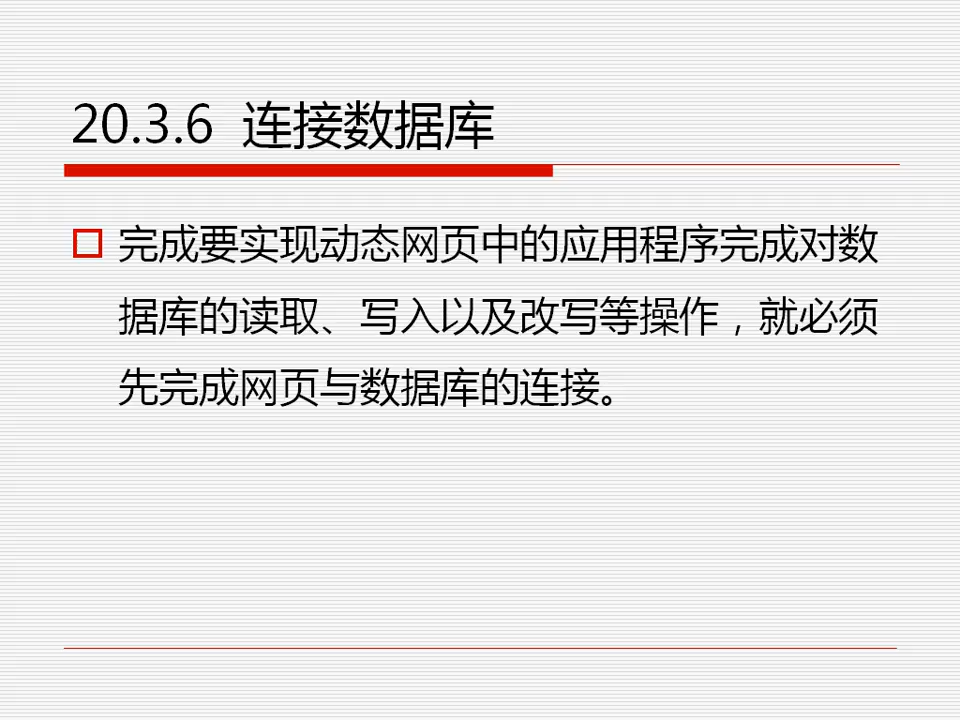 20.3.6 连接数据库
完成要实现动态网页中的应用程序完成对数
据库的读取、写入以及改写等操作，就必须
先完成网页与数据库的连接。